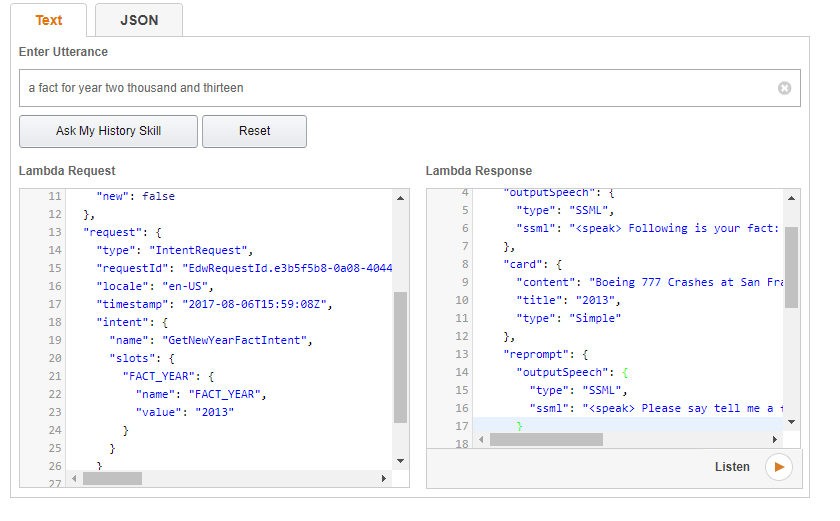 Text JSON
Enter Utterance
a fact for year two thousand and thirteen
Ask My History Skill Reset
Lambda Request
11 "new": false
12 },
13 "request": {
14 "type": "IntentRequest",
15 "requestId": "EdwRequestId.e3b5f5b8-0a08-4044
16 "locale": "en-US",
17 "timestamp": "2017-08-06T15:59:08Z",
18 "intent": {
19 "name": "GetNewYearFactIntent",
20 "slots": {
21 "FACT_YEAR": {
22 "name": "FACT_YEAR",
23 "value": "2013"
24 }
25 }
26 }
27
Lambda Response
4 "outputSpeech": {
5 "type": "SSML",
6 "ssml": "<speak> Following is your fact:
7 },
8 "card": {
9 "content": "Boeing 777 Crashes at San Fra
10 "title": "2013",
11 "type": "Simple"
12 },
13 "reprompt": {
14 "outputSpeech": {
15 "type": "SSML",
16 "ssml": "<speak> Please say tell me a f
17 }
18
Listen